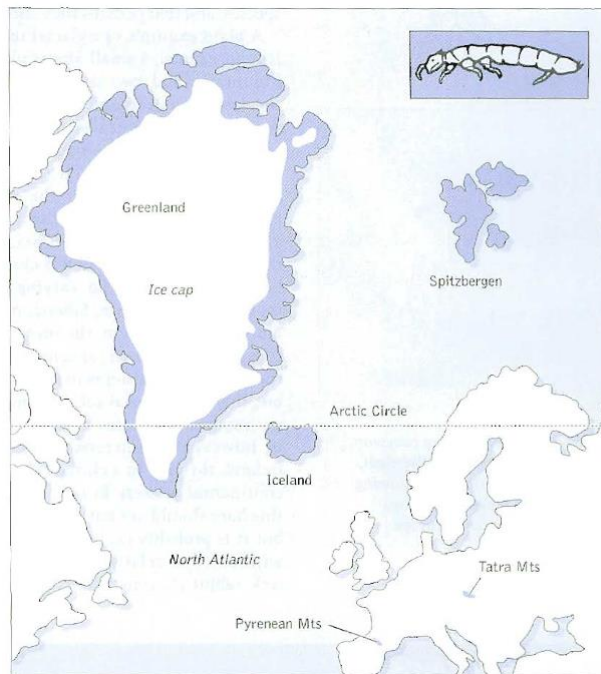 Greenland
Ice cap
Spitzbergen
Arctic Circle
Iceland
North Atlantic
Tatra Mts
Pyrenean Mts